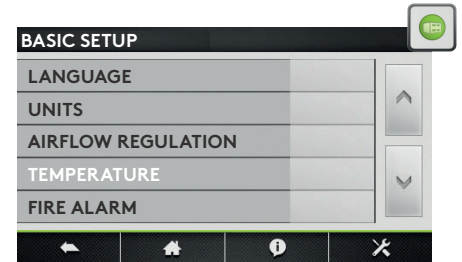 BASIC SETUP
LANGUAGE
UNITS
AIRFLOW REGULATION
TEMPERATURE
FIRE ALARM